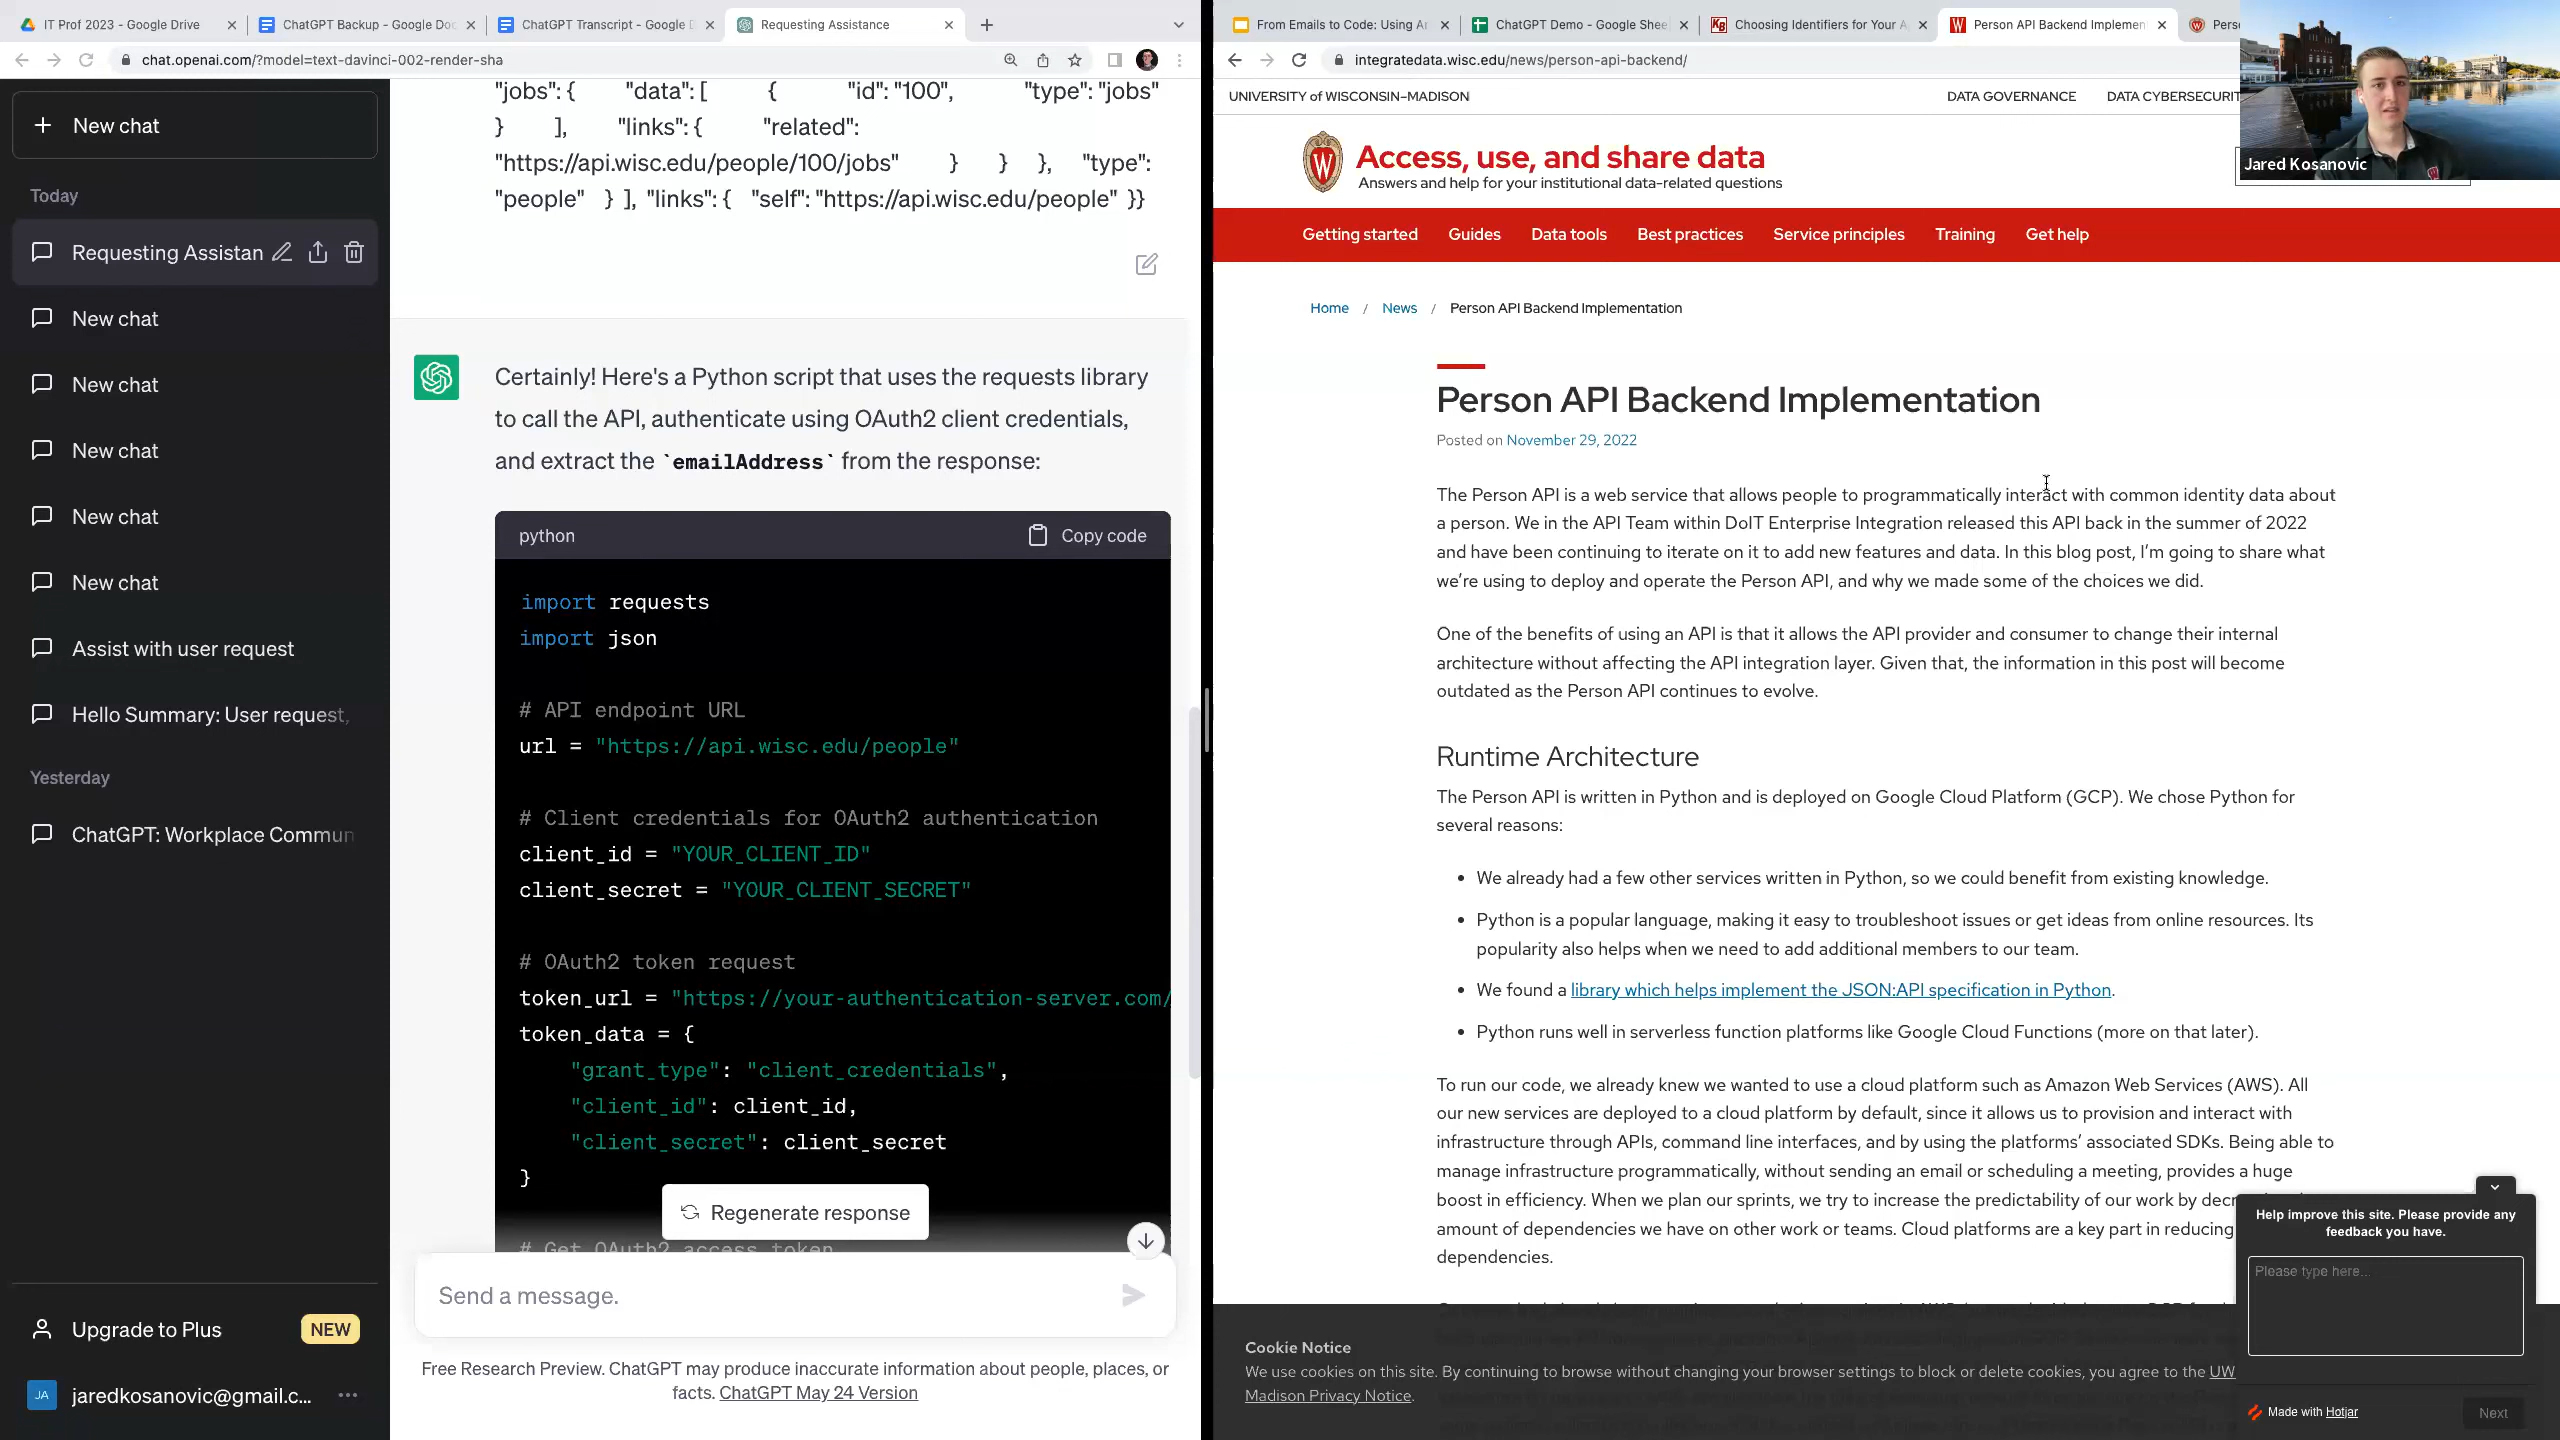 IT Prof 2023 - Google Drive
ChatGPT Backup - Google Doc
ChatGPT Transcript - Google D
Requesting Assistance
chat.openai.com/?model=text-davinci-002-render-sha
New chat
Today
Requesting Assistan
New chat
New chat
New chat
New chat
New chat
Assist with user request
Hello Summary: User request,
Yesterday
ChatGPT: Workplace Commun
Upgrade to Plus
NEW
JA
jaredkosanovic@gmail.c...
"jobs": { "data": [ { "id": "100", "type": "jobs"
} ], "links": { "related":
"https://api.wisc.edu/people/100/jobs" } } }, "type":
"people" } ], "links": { "self": "https://api.wisc.edu/people" }}
Certainly! Here's a Python script that uses the requests library
to call the API, authenticate using OAuth2 client credentials,
and extract the `emailAddress` from the response:
python
Copy code
import requests
import json
# API endpoint URL
url = "https://api.wisc.edu/people"
# Client credentials for OAuth2 authentication
client_id = "YOUR_CLIENT_ID"
client_secret = "YOUR_CLIENT_SECRET"
# OAuth2 token request
token_url = "https://your-authentication-server.com/
token_data = {
"grant_type": "client_credentials",
"client_id": client_id,
"client_secret": client_secret
}
# Get OAuth2 access token
Regenerate response
Send a message.
Free Research Preview. ChatGPT may produce inaccurate information about people, places, or
facts. ChatGPT May 24 Version
From Emails to Code: Using A
ChatGPT Demo - Google Shee
KB
Choosing Identifiers for Your A
Person API Backend Implemen
Perso
integratedata.wisc.edu/news/person-api-backend/
UNIVERSITY of WISCONSIN–MADISON
DATA GOVERNANCE
DATA CYBERSECURIT
Jared Kosanovic
Access, use, and share data
Answers and help for your institutional data-related questions
Getting started
Guides
Data tools
Best practices
Service principles
Training
Get help
Home / News / Person API Backend Implementation
Person API Backend Implementation
Posted on November 29, 2022
The Person API is a web service that allows people to programmatically interact with common identity data about
a person. We in the API Team within DoIT Enterprise Integration released this API back in the summer of 2022
and have been continuing to iterate on it to add new features and data. In this blog post, I'm going to share what
we're using to deploy and operate the Person API, and why we made some of the choices we did.
One of the benefits of using an API is that it allows the API provider and consumer to change their internal
architecture without affecting the API integration layer. Given that, the information in this post will become
outdated as the Person API continues to evolve.
Runtime Architecture
The Person API is written in Python and is deployed on Google Cloud Platform (GCP). We chose Python for
several reasons:
• We already had a few other services written in Python, so we could benefit from existing knowledge.
• Python is a popular language, making it easy to troubleshoot issues or get ideas from online resources. Its
popularity also helps when we need to add additional members to our team.
• We found a library which helps implement the JSON:API specification in Python.
• Python runs well in serverless function platforms like Google Cloud Functions (more on that later).
To run our code, we already knew we wanted to use a cloud platform such as Amazon Web Services (AWS). All
our new services are deployed to a cloud platform by default, since it allows us to provision and interact with
infrastructure through APIs, command line interfaces, and by using the platforms' associated SDKs. Being able to
manage infrastructure programmatically, without sending an email or scheduling a meeting, provides a huge
boost in efficiency. When we plan our sprints, we try to increase the predictability of our work by decr
amount of dependencies we have on other work or teams. Cloud platforms are a key part in reducing
dependencies.
Help improve this site. Please provide any
feedback you have.
Please type here...
Made with Hotjar
Next
Cookie Notice
We use cookies on this site. By continuing to browse without changing your browser settings to block or delete cookies, you agree to the UW
Madison Privacy Notice.